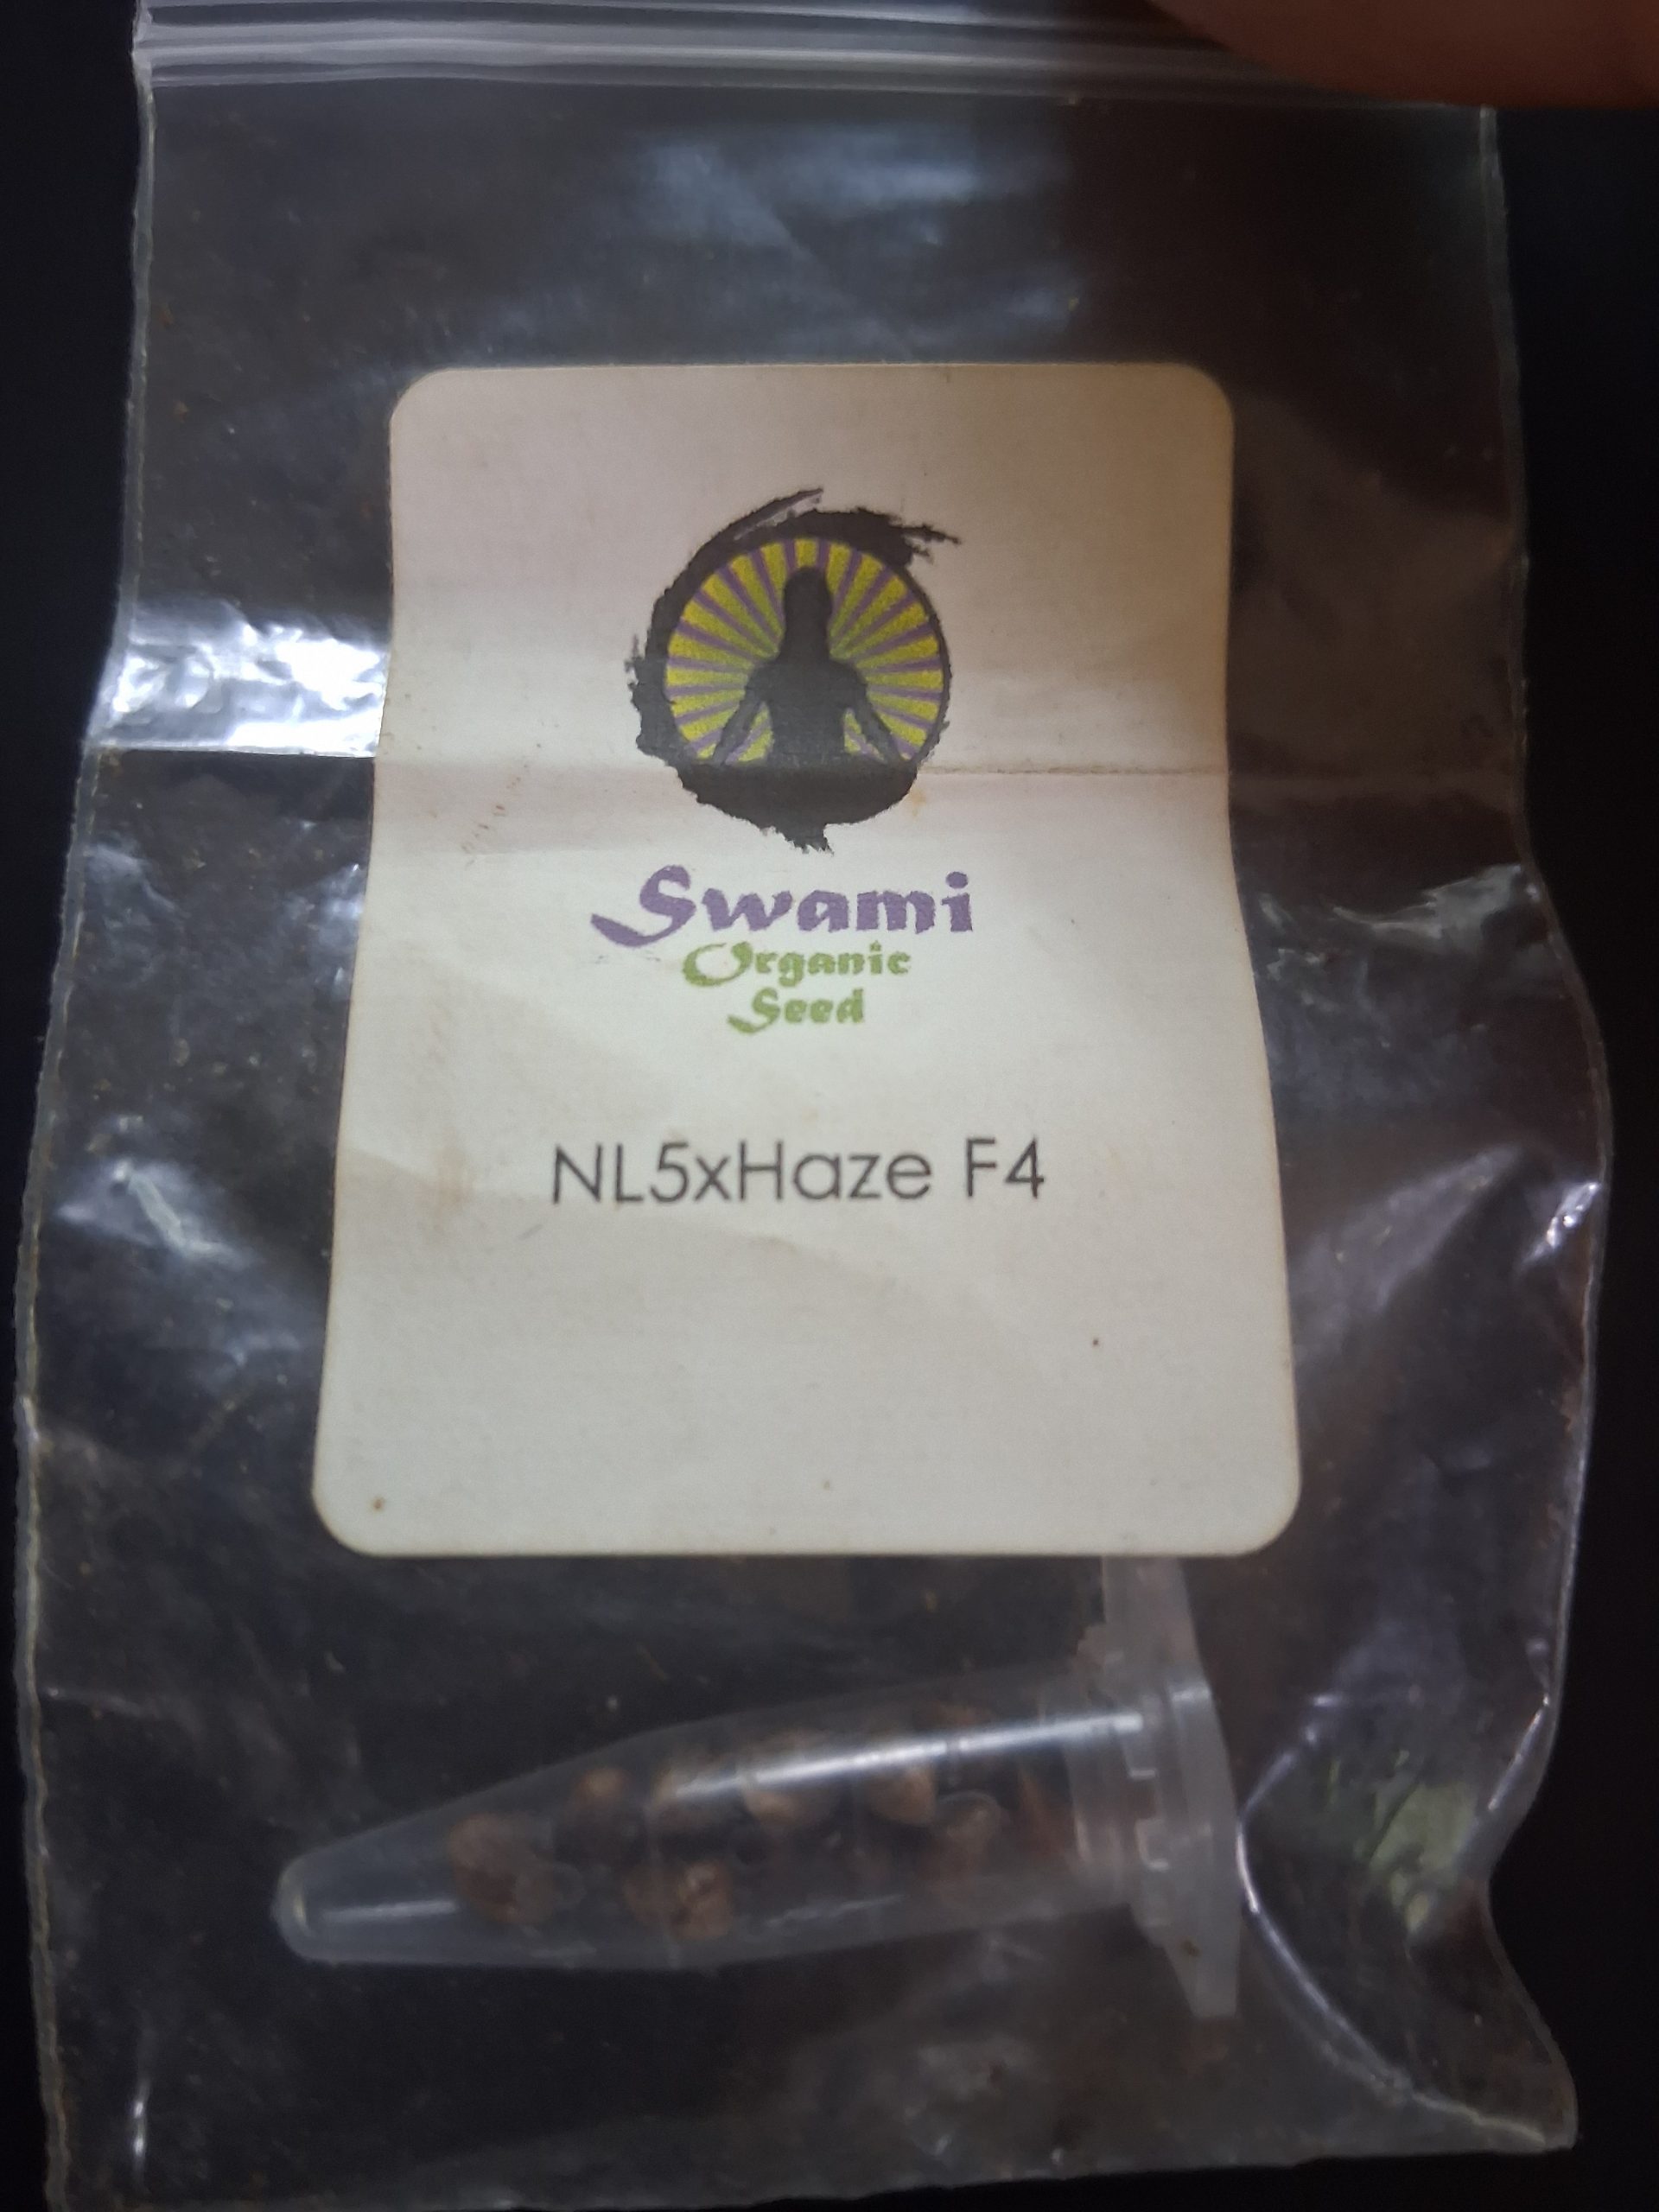 Swami
Organic
Seed
NL5xHaze F4